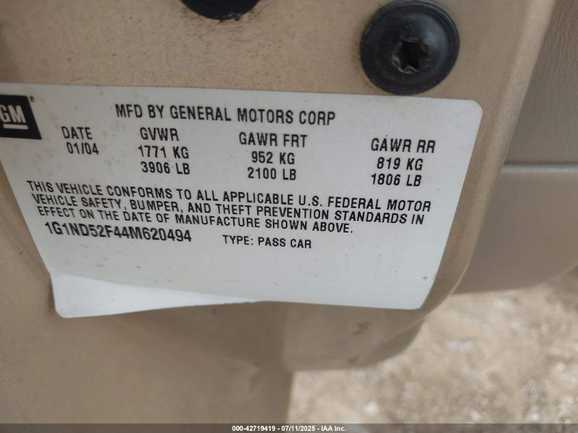 GM
MFD BY GENERAL MOTORS CORP
DATE GVWR GAWR FRT GAWR RR
01/04 1771 KG 952 KG 819 KG
3906 LB 2100 LB 1806 LB
THIS VEHICLE CONFORMS TO ALL APPLICABLE U.S. FEDERAL MOTOR
VEHICLE SAFETY, BUMPER, AND THEFT PREVENTION STANDARDS IN
EFFECT ON THE DATE OF MANUFACTURE SHOWN ABOVE.
1G1ND52F44M620494 TYPE: PASS CAR
000-42719419 - 07/11/2025 - IAA Inc.